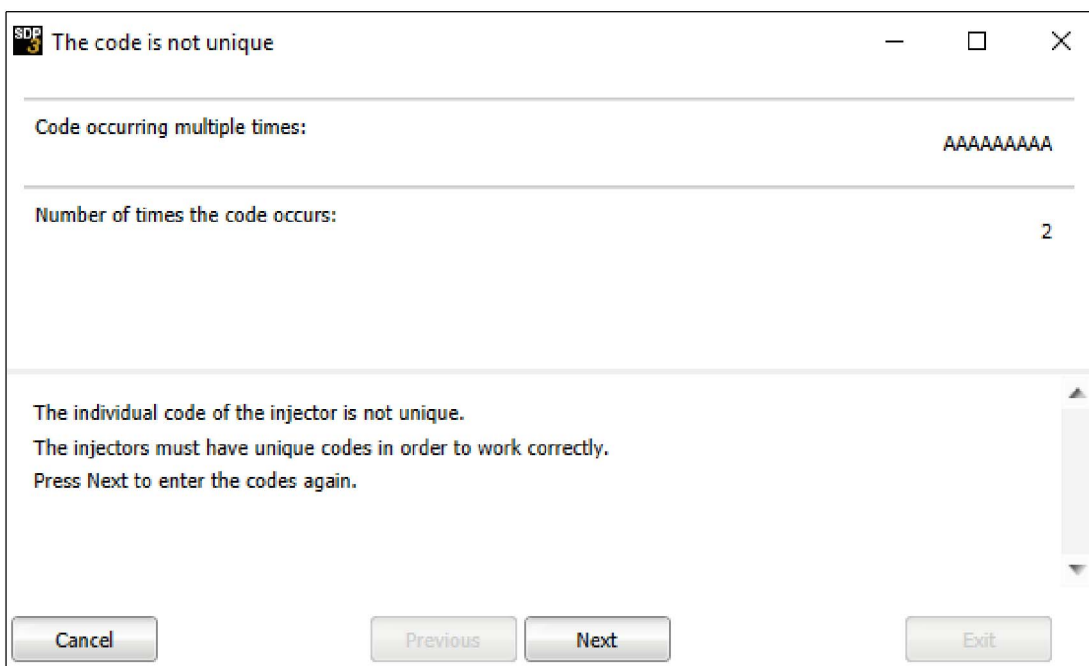 SDP
3
The code is not unique
Code occurring multiple times:
AAAAAAAAA
Number of times the code occurs:
2
The individual code of the injector is not unique.
The injectors must have unique codes in order to work correctly.
Press Next to enter the codes again.
Cancel
Previous
Next
Exit